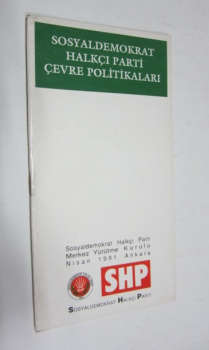 SOSYALDEMOKRAT
HALKÇI PARTİ
ÇEVRE POLİTİKALARI
Sosyaldemokrat Halkçı Parti
Merkez Yürütme Kurulu
Nisan 1991 Ankara
SHP
SOSYALDEMOKRAT HALKÇI PARTİ